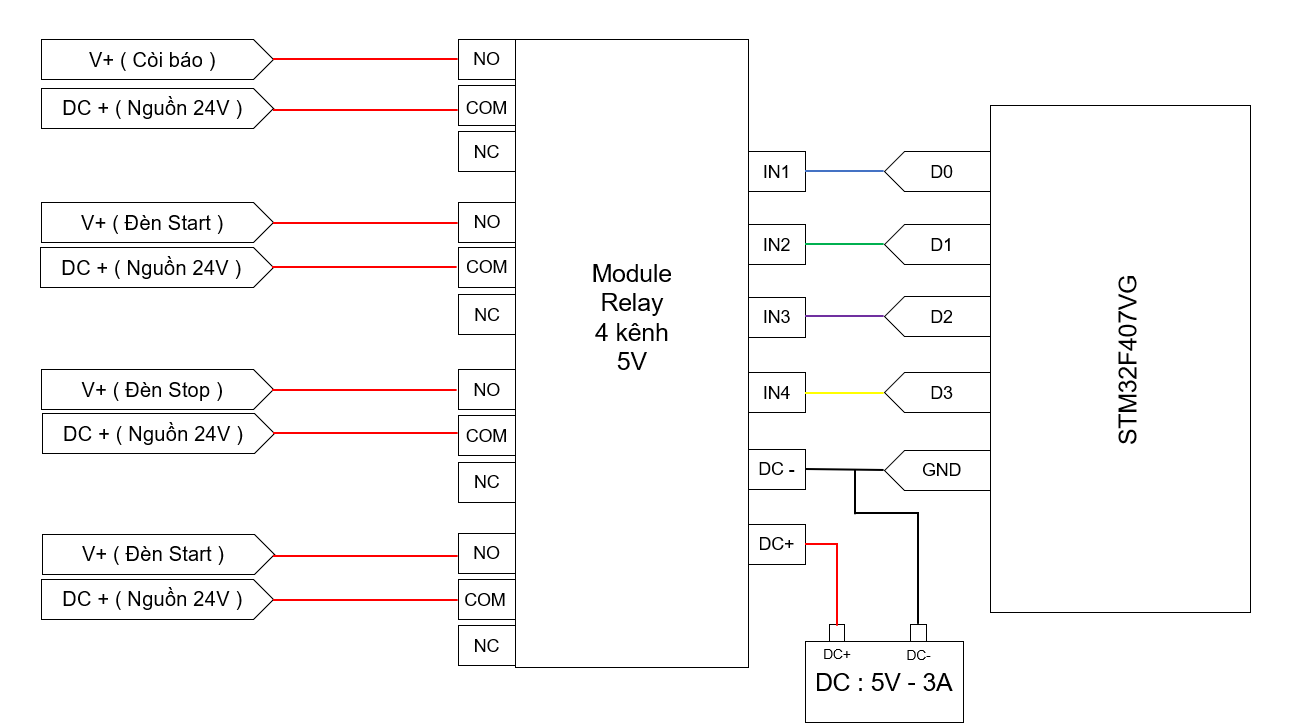 V+ ( Còi báo )
NO
DC + ( Nguồn 24V )
COM
NC
V+ ( Đèn Start )
NO
DC + ( Nguồn 24V )
COM
NC
V+ ( Đèn Stop )
NO
DC + ( Nguồn 24V )
COM
NC
V+ ( Đèn Start )
NO
DC + ( Nguồn 24V )
COM
NC
Module
Relay
4 kênh
5V
IN1
D0
IN2
D1
IN3
D2
IN4
D3
DC -
GND
DC+
STM32F407VG
DC+
DC-
DC : 5V - 3A